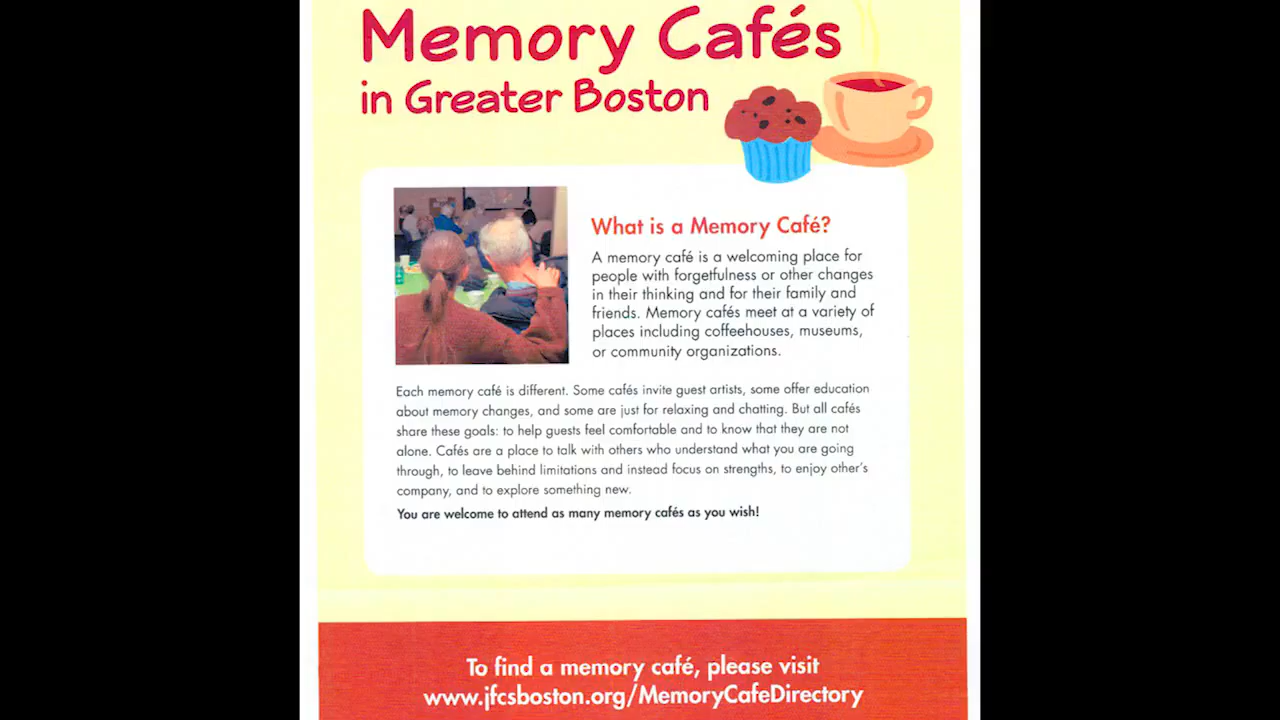 Memory Cafés
in Greater Boston
What is a Memory Café?
A memory café is a welcoming place for
people with forgetfulness or other changes
in their thinking and for their family and
friends. Memory cafés meet at a variety of
places including coffeehouses, museums,
or community organizations.
Each memory café is different. Some cafés invite guest artists, some offer education
about memory changes, and some are just for relaxing and chatting. But all cafés
share these goals: to help guests feel comfortable and to know that they are not
alone. Cafés are a place to talk with others who understand what you are going
through, to leave behind limitations and instead focus on strengths, to enjoy other's
company, and to explore something new.
You are welcome to attend as many memory cafés as you wish!
To find a memory café, please visit
www.jfcsboston.org/MemoryCafeDirectory